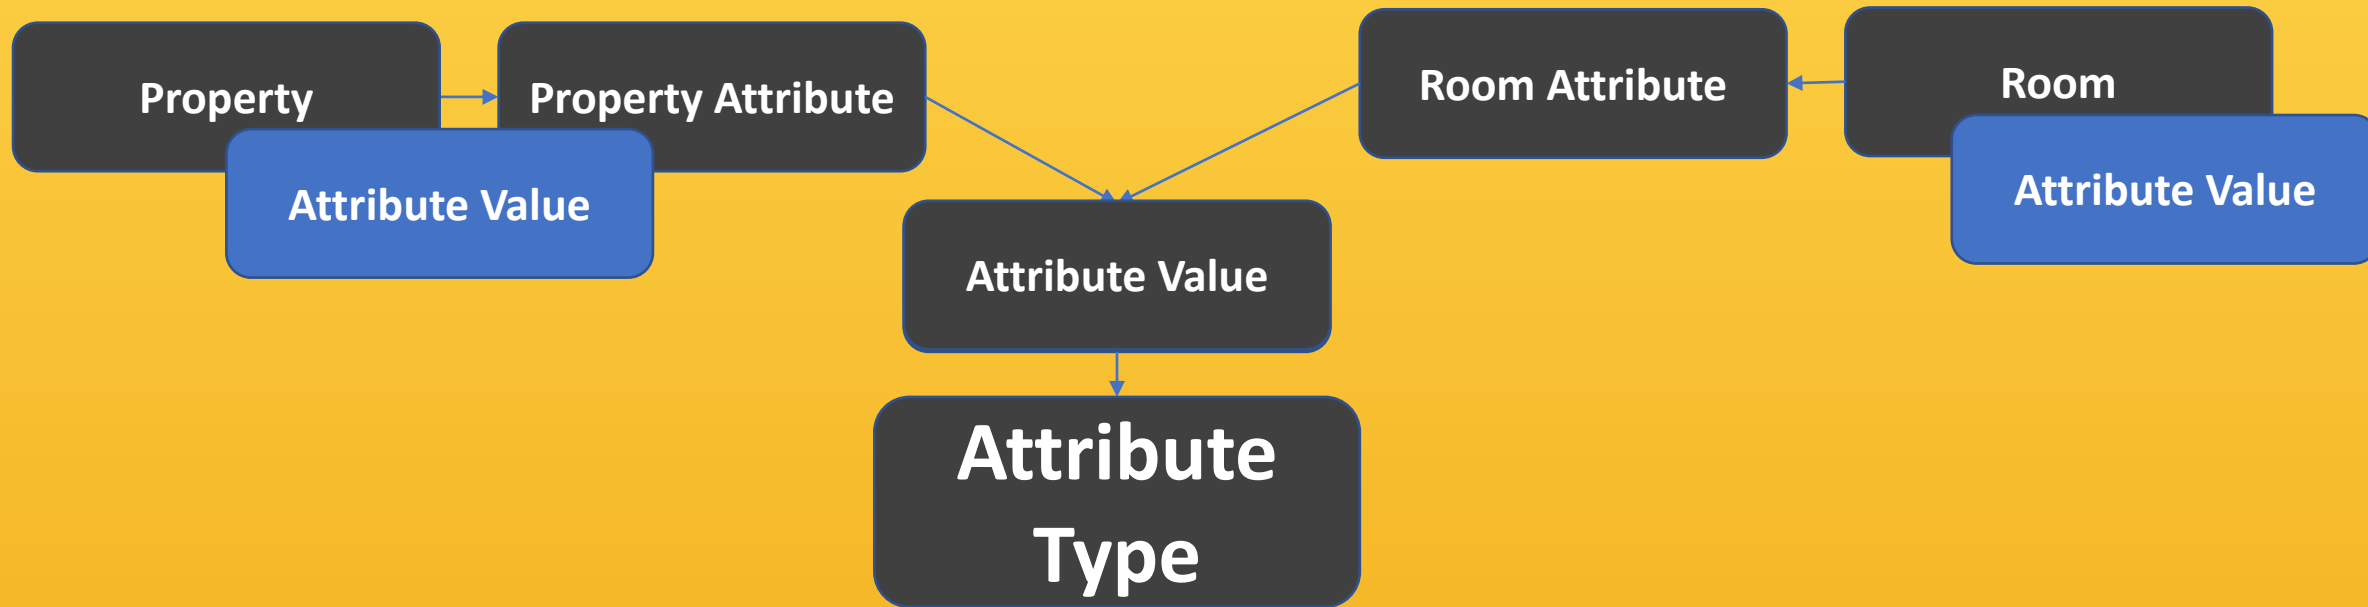 Property
Property Attribute
Room Attribute
Room
Attribute Value
Attribute Value
Attribute Value
Attribute
Type